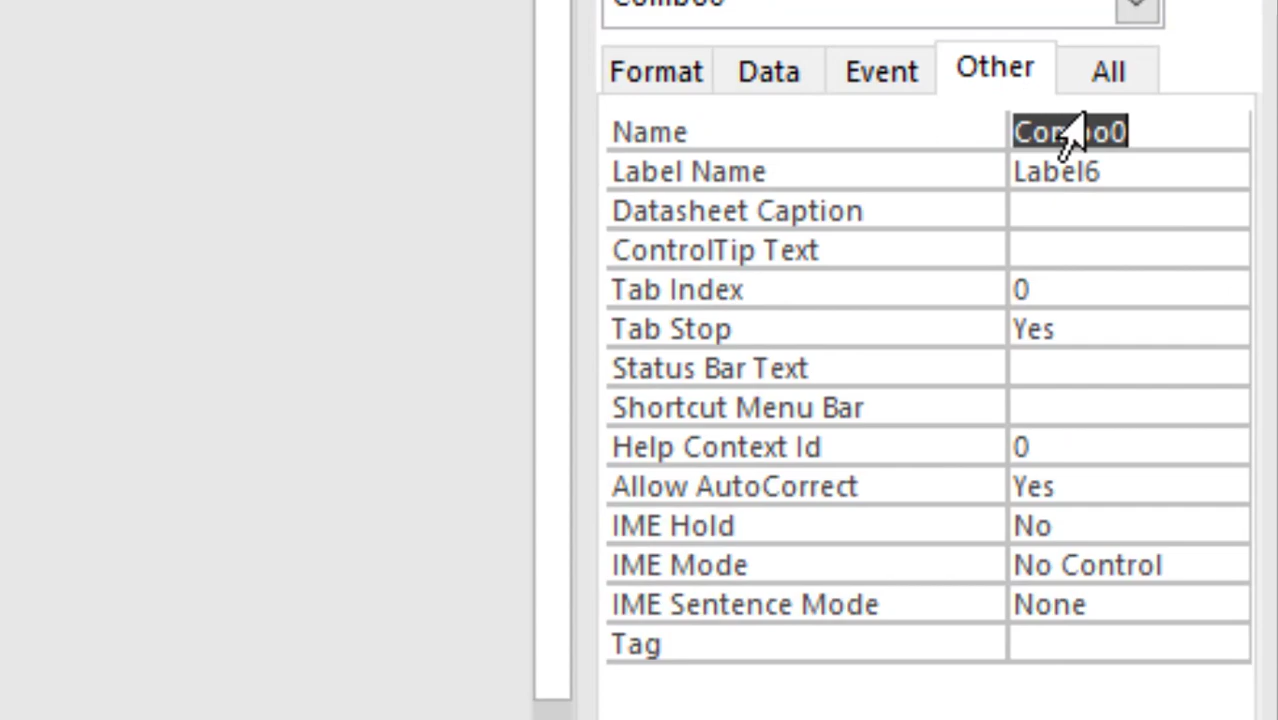 Combo0
Format Data Event Other All
Name Combo0
Label Name Label6
Datasheet Caption
ControlTip Text
Tab Index 0
Tab Stop Yes
Status Bar Text
Shortcut Menu Bar
Help Context Id 0
Allow AutoCorrect Yes
IME Hold No
IME Mode No Control
IME Sentence Mode None
Tag